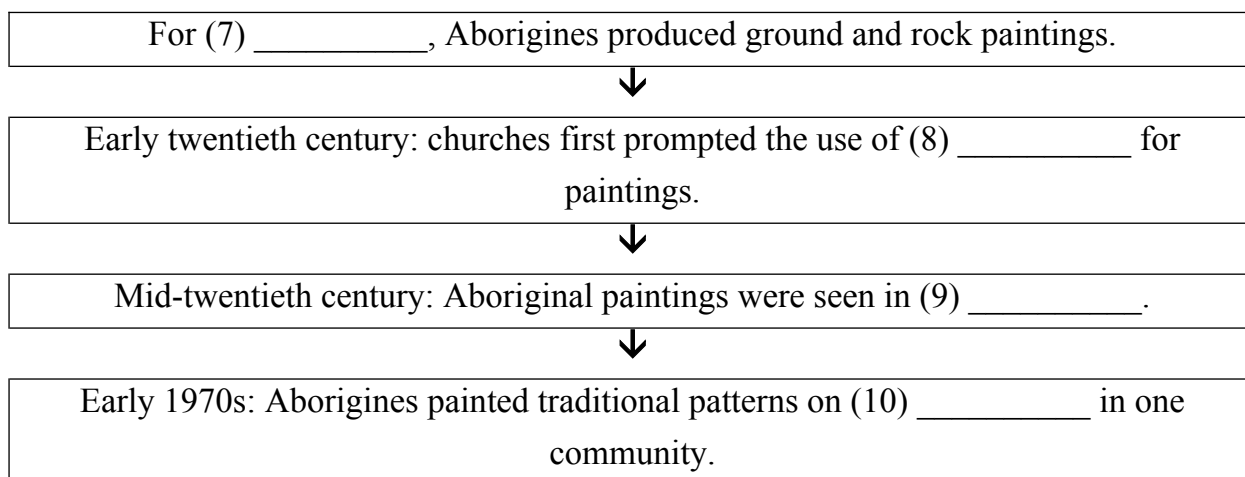 For (7) __________, Aborigines produced ground and rock paintings.
Early twentieth century: churches first prompted the use of (8) __________ for
paintings.
Mid-twentieth century: Aboriginal paintings were seen in (9) __________.
Early 1970s: Aborigines painted traditional patterns on (10) __________ in one
community.